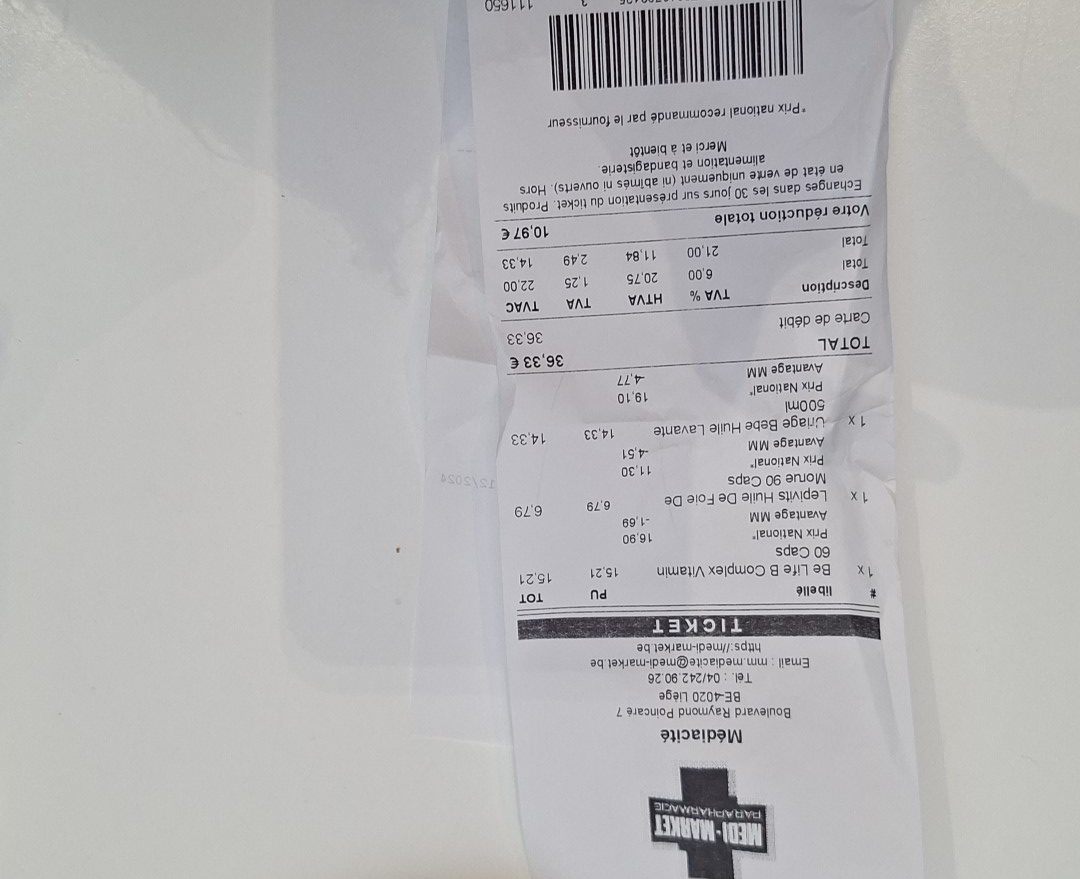 MEDI-MARKET
PARAPHARMACIE
Médiacité
Boulevard Raymond Poincaré 7
BE-4020 Liège
Tél. : 04/242.90.26
Email : mm.mediacite@medi-market.be
https://medi-market.be
TICKET
# libellé PU TOT
1 x Be Life B Complex Vitamin 15,21 15,21
60 Caps
Prix National* 16,90
Avantage MM -1,69
1 x Lepivits Huile De Foie De 6,79 6,79
Morue 90 Caps
Prix National* 11,30
Avantage MM -4,51
1 x Uriage Bebe Huile Lavante 14,33 14,33
500ml
Prix National* 19,10
Avantage MM -4,77
TOTAL 36,33 €
Carte de débit 36,33
Description TVA % HTVA TVA TVAC
Total 6,00 20,75 1,25 22,00
Total 21,00 11,84 2,49 14,33
Votre réduction totale 10,97 €
Echanges dans les 30 jours sur présentation du ticket. Produits
en état de vente uniquement (ni abîmés ni ouverts). Hors
alimentation et bandagisterie.
Merci et à bientôt
*Prix national recommandé par le fournisseur
111650
12/2024